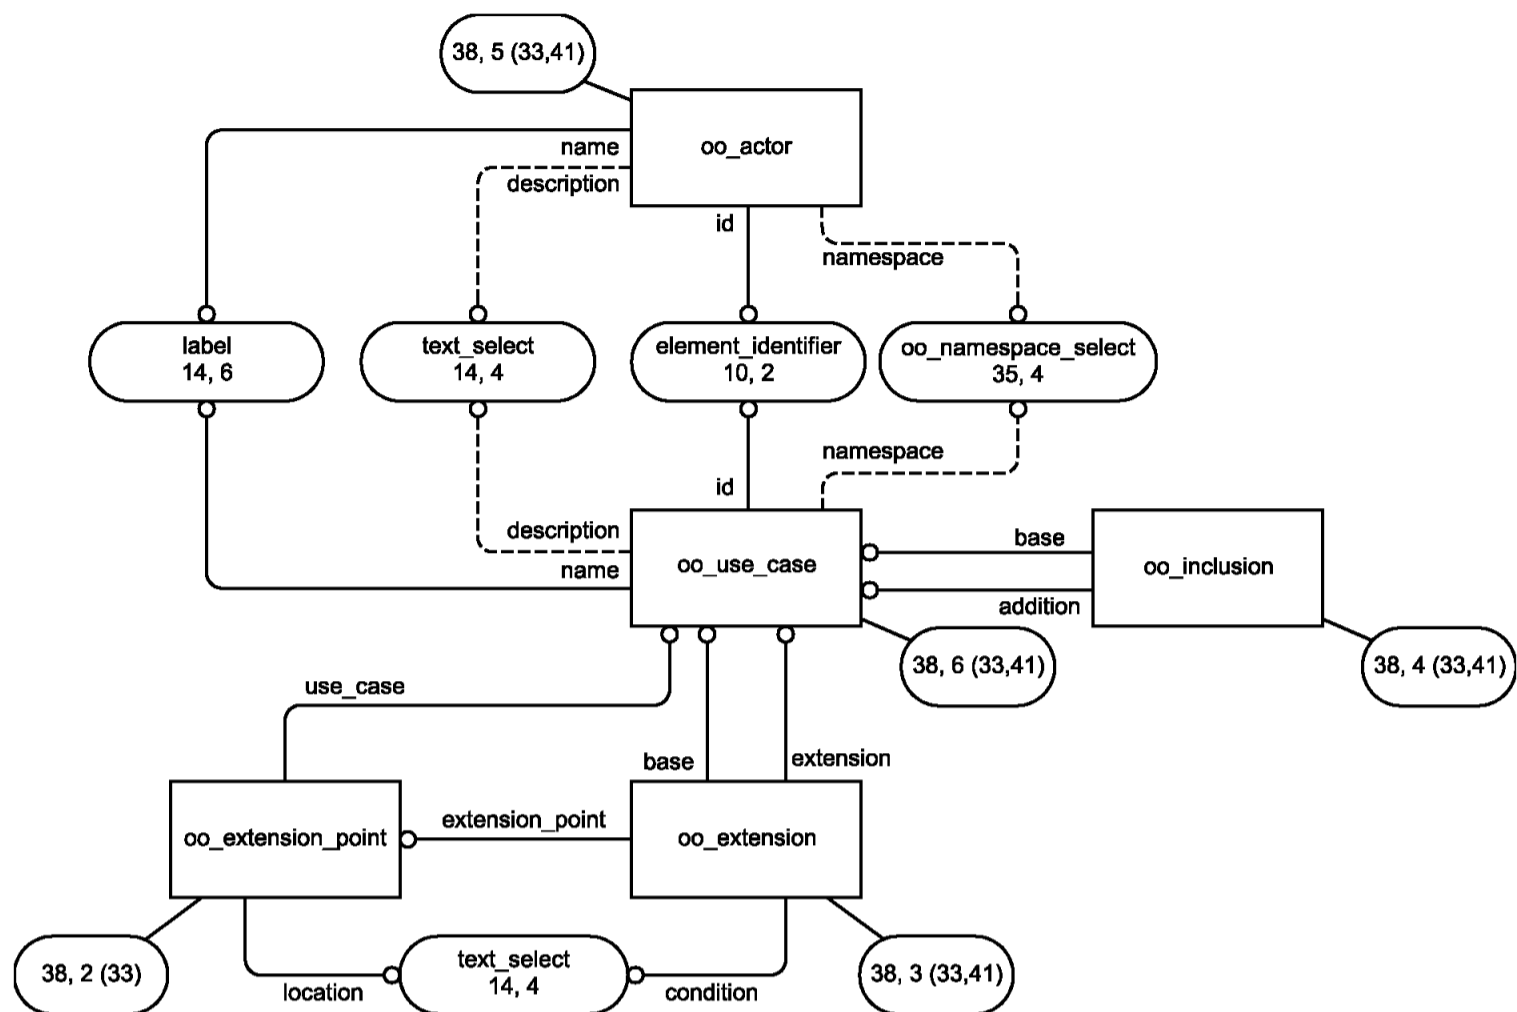 38, 5 (33,41)
oo_actor
name
description
id
namespace
label
14, 6
text_select
14, 4
element_identifier
10, 2
oo_namespace_select
35, 4
namespace
id
description
name
oo_use_case
base
addition
oo_inclusion
38, 6 (33,41)
38, 4 (33,41)
use_case
base
extension
oo_extension_point
extension_point
oo_extension
38, 2 (33)
location
text_select
14, 4
condition
38, 3 (33,41)